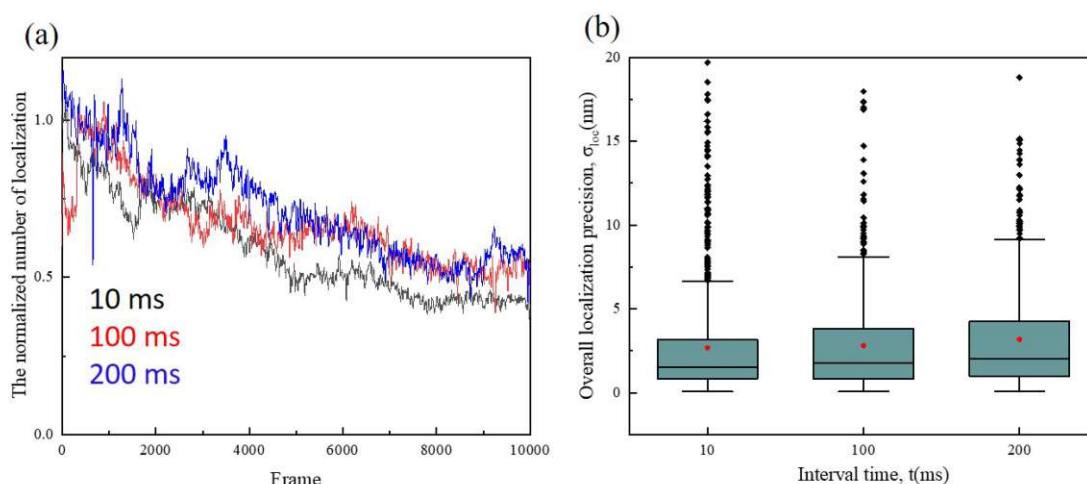 (a)
The normalized number of localization
1.0
0.5
0.0
10 ms
100 ms
200 ms
0 2000 4000 6000 8000 10000
Frame
(b)
Overall localization precision, σloc(nm)
20
15
10
5
0
10 100 200
Interval time, t(ms)